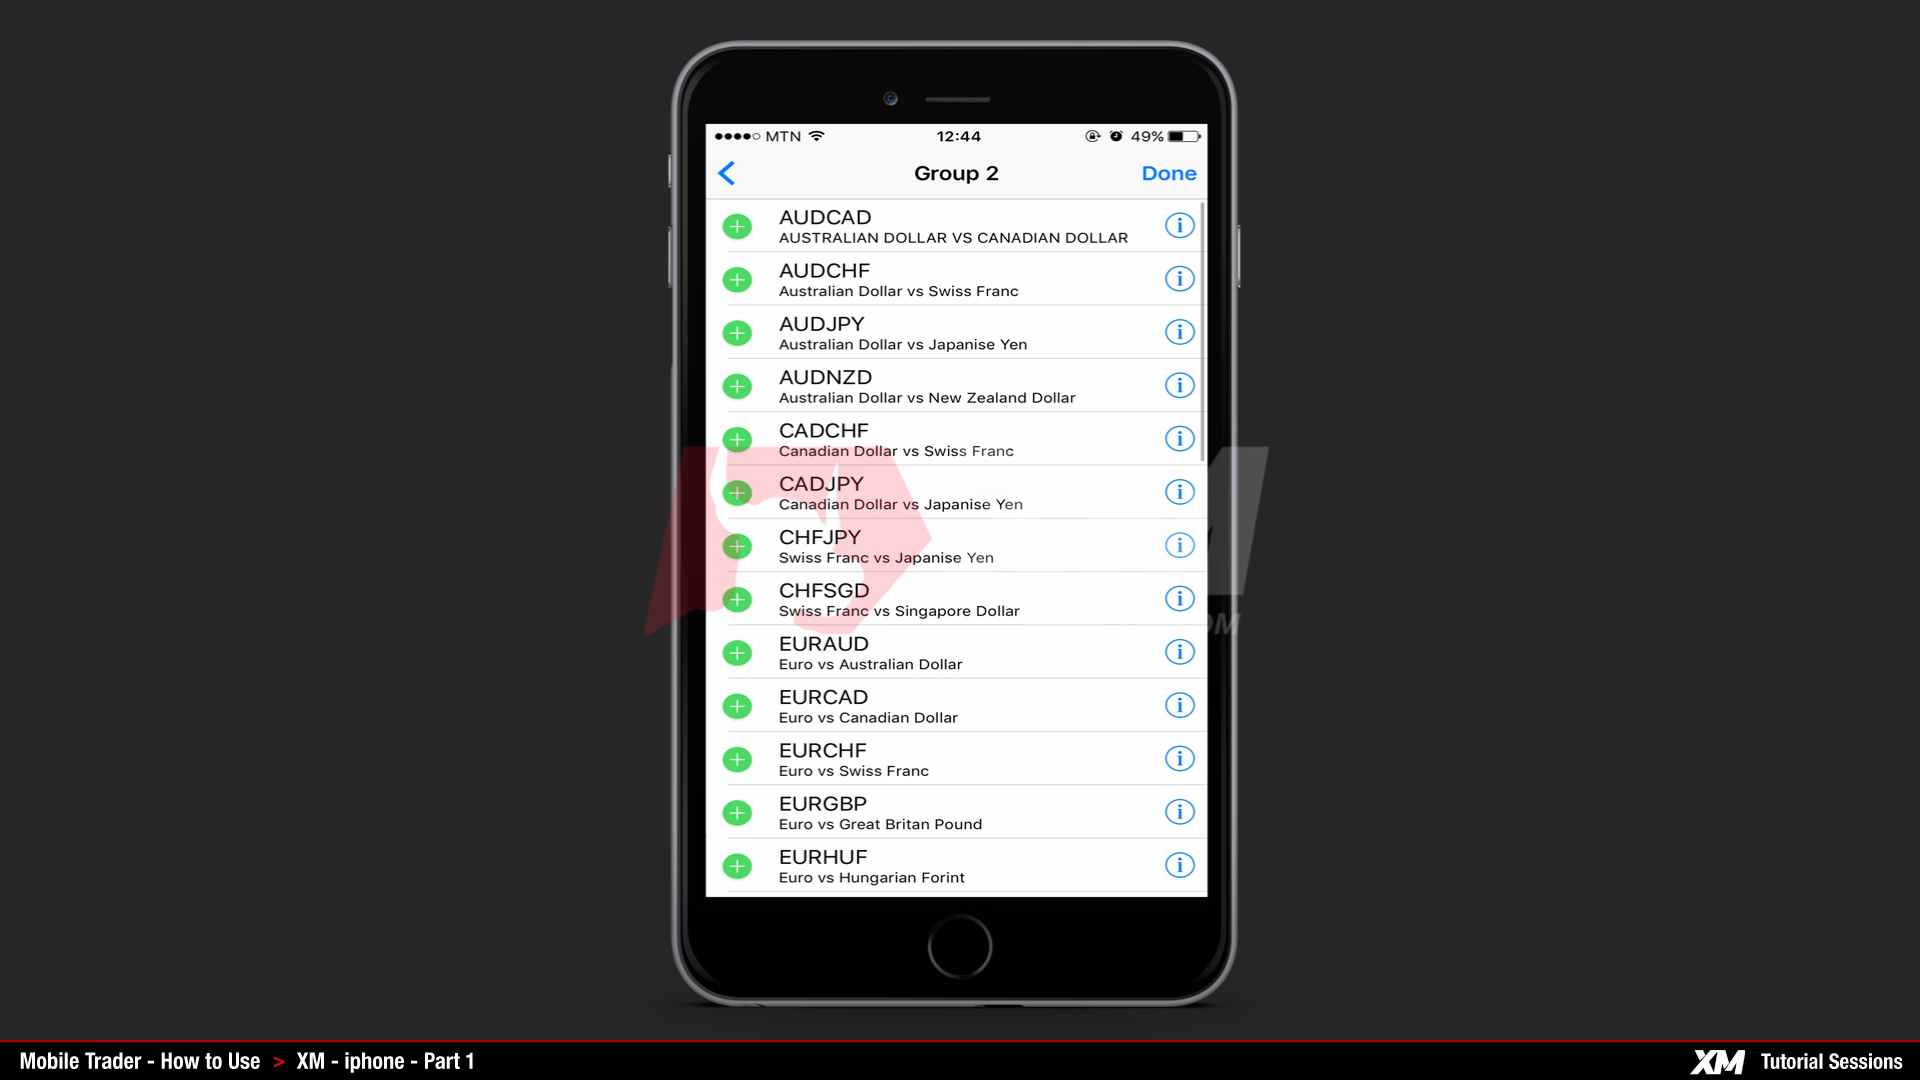 MTN 12:44 49%
Group 2 Done
AUDCAD
AUSTRALIAN DOLLAR VS CANADIAN DOLLAR
AUDCHF
Australian Dollar vs Swiss Franc
AUDJPY
Australian Dollar vs Japanise Yen
AUDNZD
Australian Dollar vs New Zealand Dollar
CADCHF
Canadian Dollar vs Swiss Franc
CADJPY
Canadian Dollar vs Japanise Yen
CHFJPY
Swiss Franc vs Japanise Yen
CHFSGD
Swiss Franc vs Singapore Dollar
EURAUD
Euro vs Australian Dollar
EURCAD
Euro vs Canadian Dollar
EURCHF
Euro vs Swiss Franc
EURGBP
Euro vs Great Britan Pound
EURHUF
Euro vs Hungarian Forint
Mobile Trader - How to Use > XM - iphone - Part 1
XM Tutorial Sessions